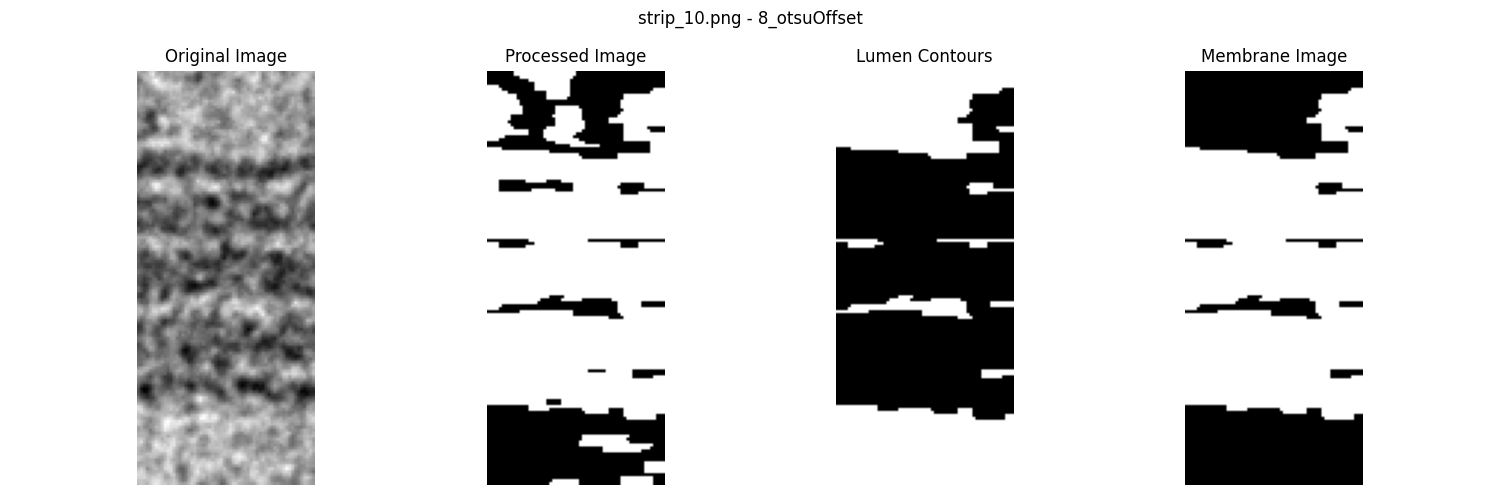 strip_10.png - 8_otsuOffset
Original Image
Processed Image
Lumen Contours
Membrane Image